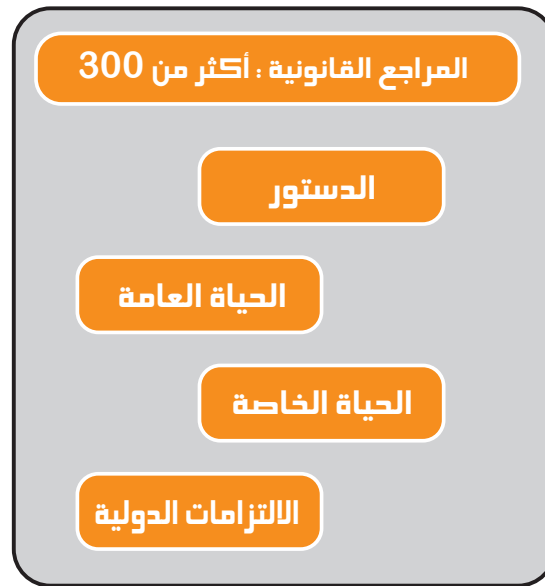 المراجع القانونية : أكثر من 300
الدستور
الحياة العامة
الحياة الخاصة
الالتزامات الدولية